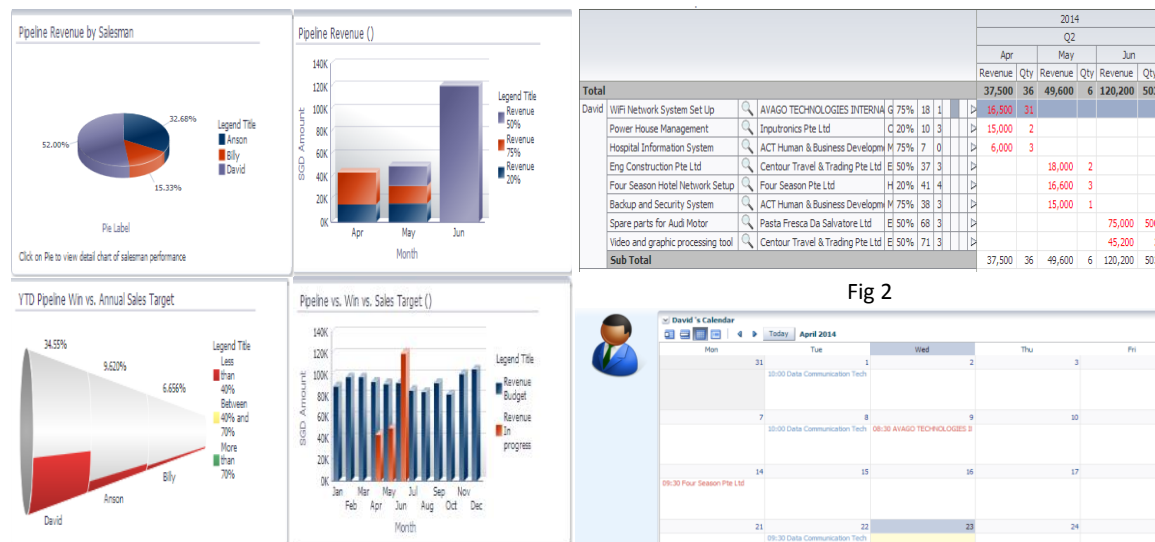 Pipeline Revenue by Salesman
32.68%
52.00%
15.33%
Legend Title
Anson
Billy
David
Pie Label
Click on Pie to view detail chart of salesman performance
Pipeline Revenue ()
140K
120K
100K
80K
60K
40K
20K
0K
SGD Amount
Apr May Jun
Month
Legend Title
Revenue 50%
Revenue 75%
Revenue 20%
2014
Q2
Apr May Jun
Revenue Qty Revenue Qty Revenue Qty
Total 37,500 36 49,600 6 120,200 503
David WiFi Network System Set Up AVAGO TECHNOLOGIES INTERNA G 75% 18 1 16,500 31
Power House Management Inputronics Pte Ltd C 20% 10 3 15,000 2
Hospital Information System ACT Human & Business Developm M 75% 7 0 6,000 3
Eng Construction Pte Ltd Centour Travel & Trading Pte Ltd E 50% 37 3 18,000 2
Four Season Hotel Network Setup Four Season Pte Ltd H 20% 41 4 16,600 3
Backup and Security System ACT Human & Business Developm M 75% 38 3 15,000 1
Spare parts for Audi Motor Pasta Fresca Da Salvatore Ltd E 50% 68 3 75,000 500
Video and graphic processing tool Centour Travel & Trading Pte Ltd E 50% 71 3 45,200
Sub Total 37,500 36 49,600 6 120,200
Fig 2
YTD Pipeline Win vs. Annual Sales Target
34.55%
9.620%
6.656%
David
Anson
Billy
Legend Title
Less than 40%
Between 40% and 70%
More than 70%
Pipeline vs. Win vs. Sales Target ()
140K
120K
100K
80K
60K
40K
20K
0K
SGD Amount
Jan Mar May Jul Sep Nov
Feb Apr Jun Aug Oct Dec
Month
Legend Title
Revenue Budget
Revenue In progress
David 's Calendar
Today April 2014
Mon Tue Wed Thu Fri
31 1 2 3
10:00 Data Communication Tech
7 8 9 10
10:00 Data Communication Tech 08:30 AVAGO TECHNOLOGIES I
14 15 16 17
09:30 Four Season Pte Ltd
21 22 23 24
09:30 Data Communication Tech